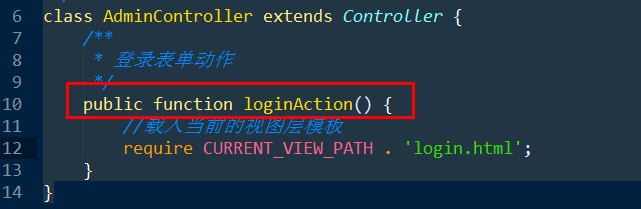 6 class AdminController extends Controller {
7 /**
8 * 登录表单动作
9 */
10 public function loginAction() {
11 //载入当前的视图层模板
12 require CURRENT_VIEW_PATH . 'login.html';
13 }
14 }